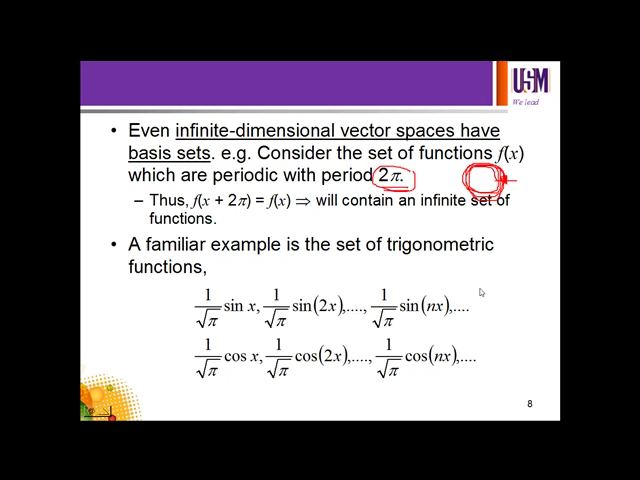 USM
We lead
• Even infinite-dimensional vector spaces have
basis sets. e.g. Consider the set of functions f(x)
which are periodic with period 2π.
– Thus, f(x + 2π) = f(x) ⇒ will contain an infinite set of
functions.
• A familiar example is the set of trigonometric
functions,
1/√π sin x, 1/√π sin(2x),...., 1/√π sin(nx),....
1/√π cos x, 1/√π cos(2x),...., 1/√π cos(nx),....
8